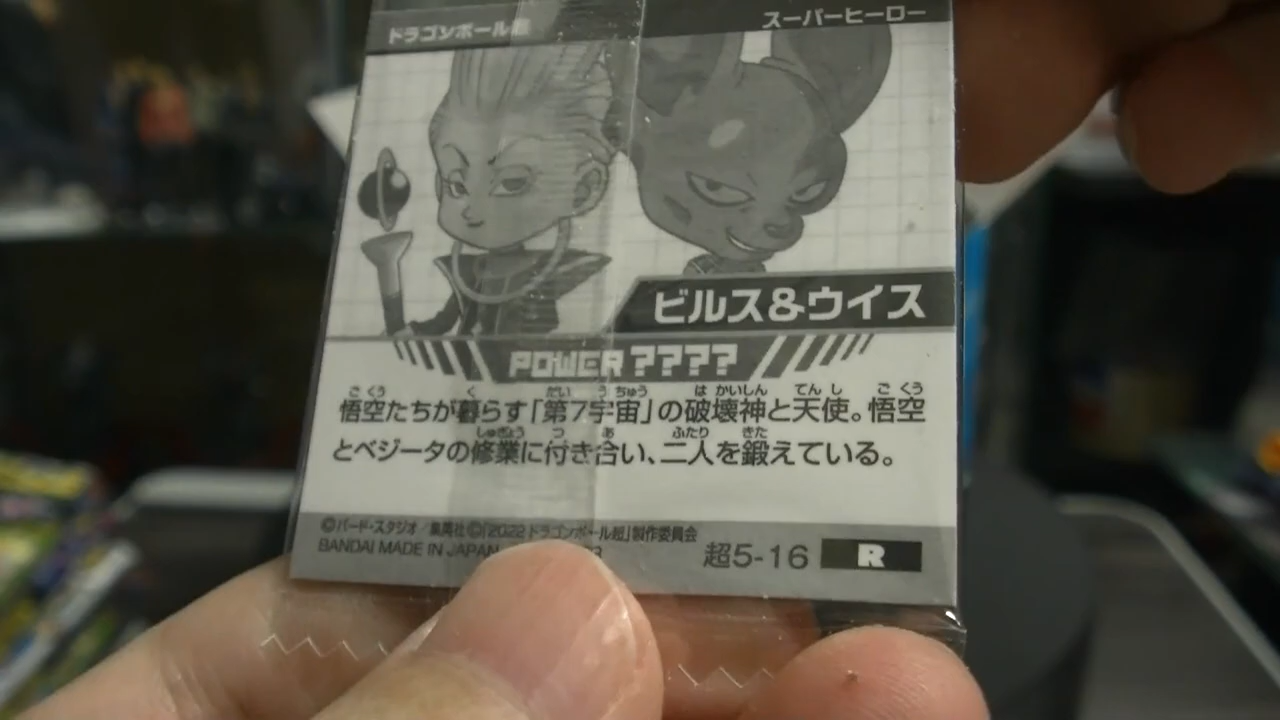 ドラゴンボール超
スーパーヒーロー
ビルス&ウイス
POWER ????
悟空たちが暮らす「第7宇宙」の破壊神と天使。悟空
とベジータの修業に付き合い、二人を鍛えている。
©バード・スタジオ/集英社 ©「2022 ドラゴンボール超」製作委員会
BANDAI MADE IN JAPAN
超5-16 R